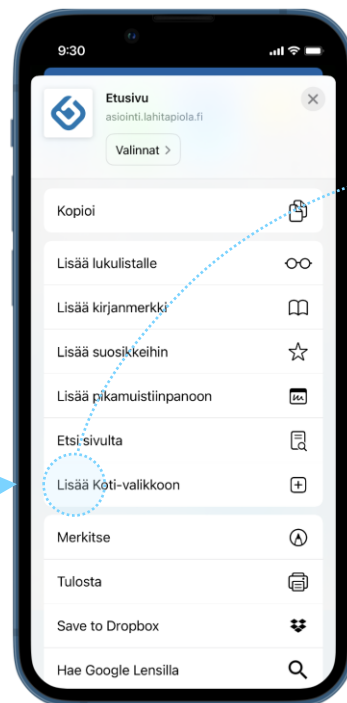 9:30
Etusivu
asiointi.lahitapiola.fi
Valinnat >
Kopioi
Lisää lukulistalle
Lisää kirjanmerkki
Lisää suosikkeihin
Lisää pikamuistiinpanoon
Etsi sivulta
Lisää Koti-valikkoon
Merkitse
Tulosta
Save to Dropbox
Hae Google Lensilla